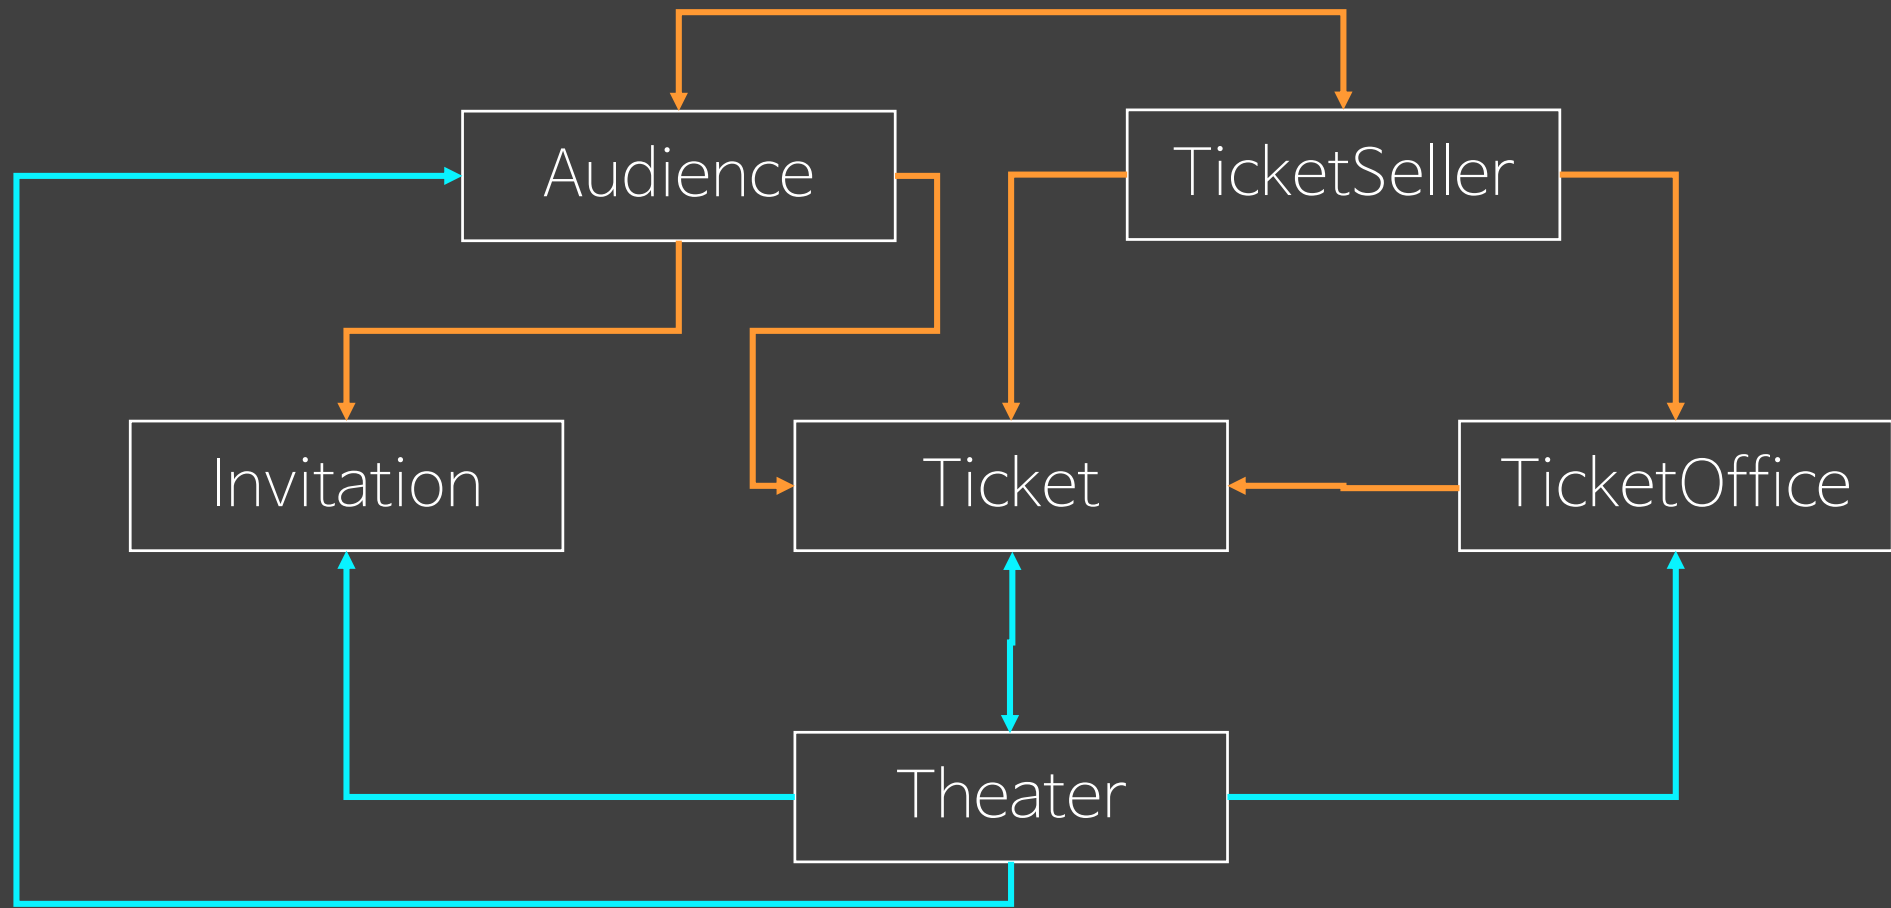 Audience
TicketSeller
Invitation
Ticket
TicketOffice
Theater